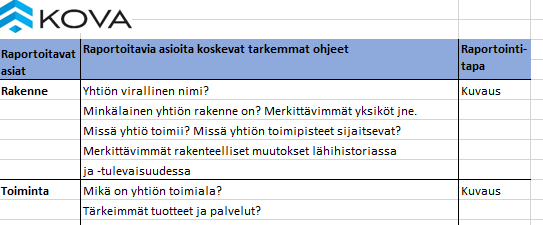 KOVA
Raportoitavat asiat
Raportoitavia asioita koskevat tarkemmat ohjeet
Raportointi-tapa
Rakenne
Yhtiön virallinen nimi?
Kuvaus
Minkälainen yhtiön rakenne on? Merkittävimmät yksiköt jne.
Missä yhtiö toimii? Missä yhtiön toimipisteet sijaitsevat?
Merkittävimmät rakenteelliset muutokset lähihistoriassa
ja -tulevaisuudessa
Toiminta
Mikä on yhtiön toimiala?
Kuvaus
Tärkeimmät tuotteet ja palvelut?